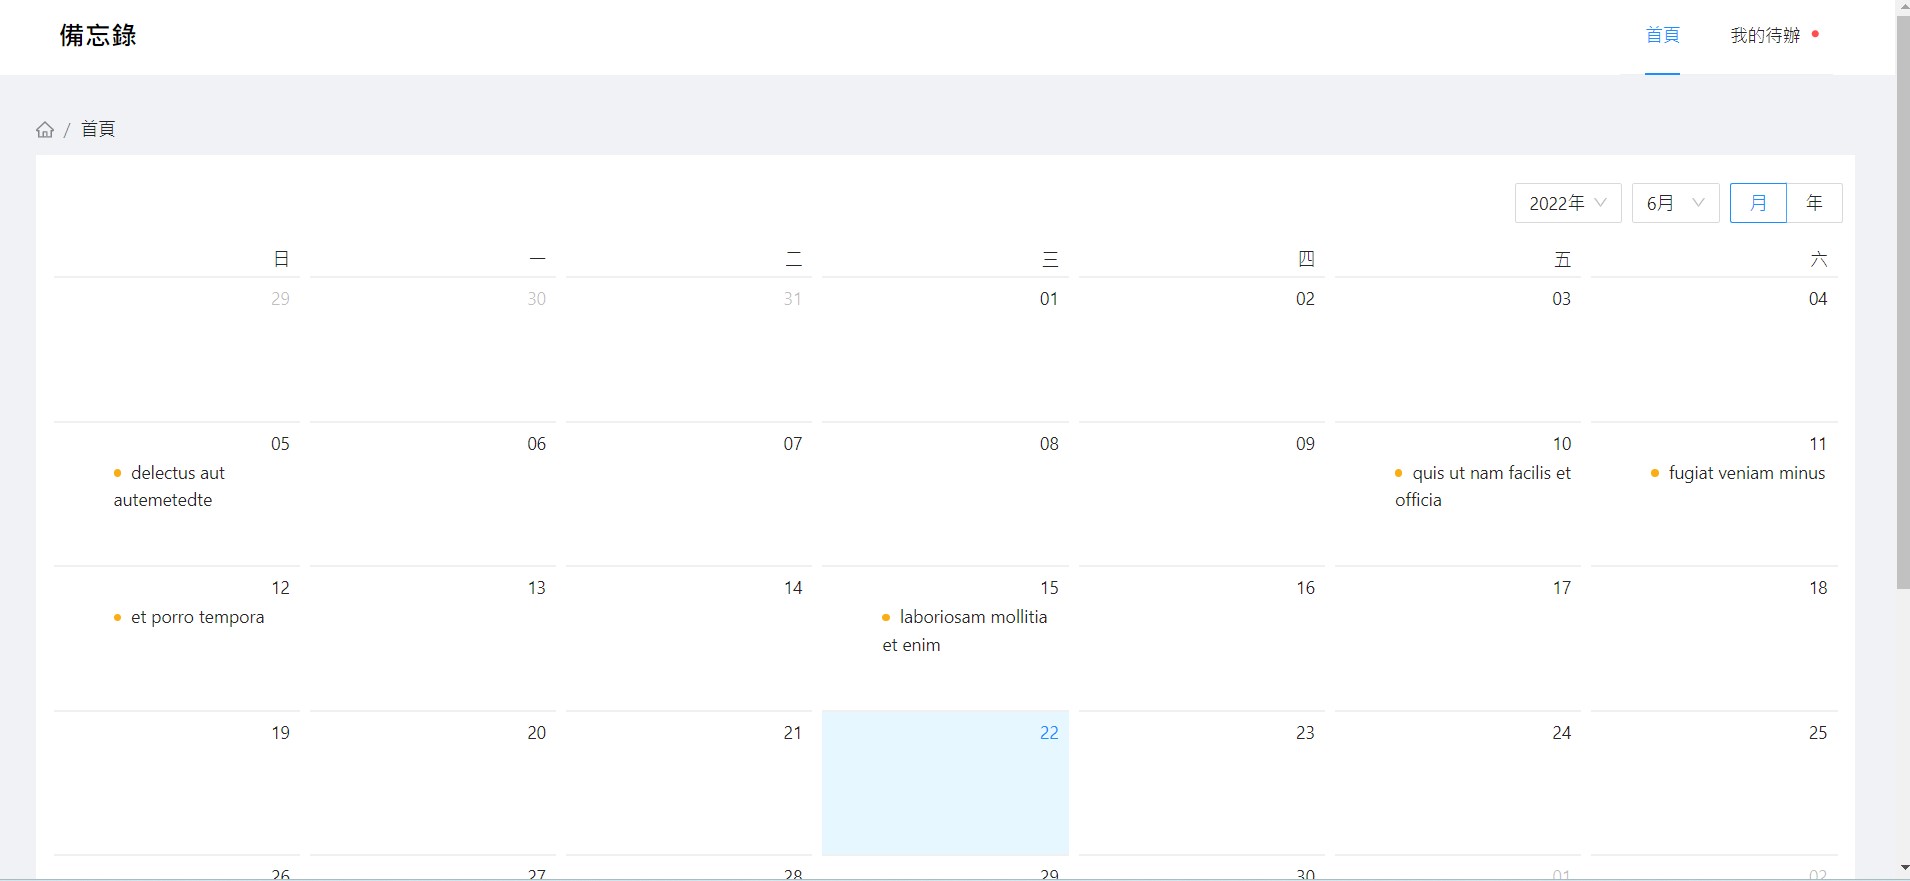 備忘錄
首頁 我的待辦
/ 首頁
2022年 6月 月 年
日 一 二 三 四 五 六
29 30 31 01 02 03 04
05 06 07 08 09 10 11
delectus aut quis ut nam facilis et fugiat veniam minus
autemetedte officia
12 13 14 15 16 17 18
et porro tempora laboriosam mollitia
et enim
19 20 21 22 23 24 25
26 27 28 29 30 01 02